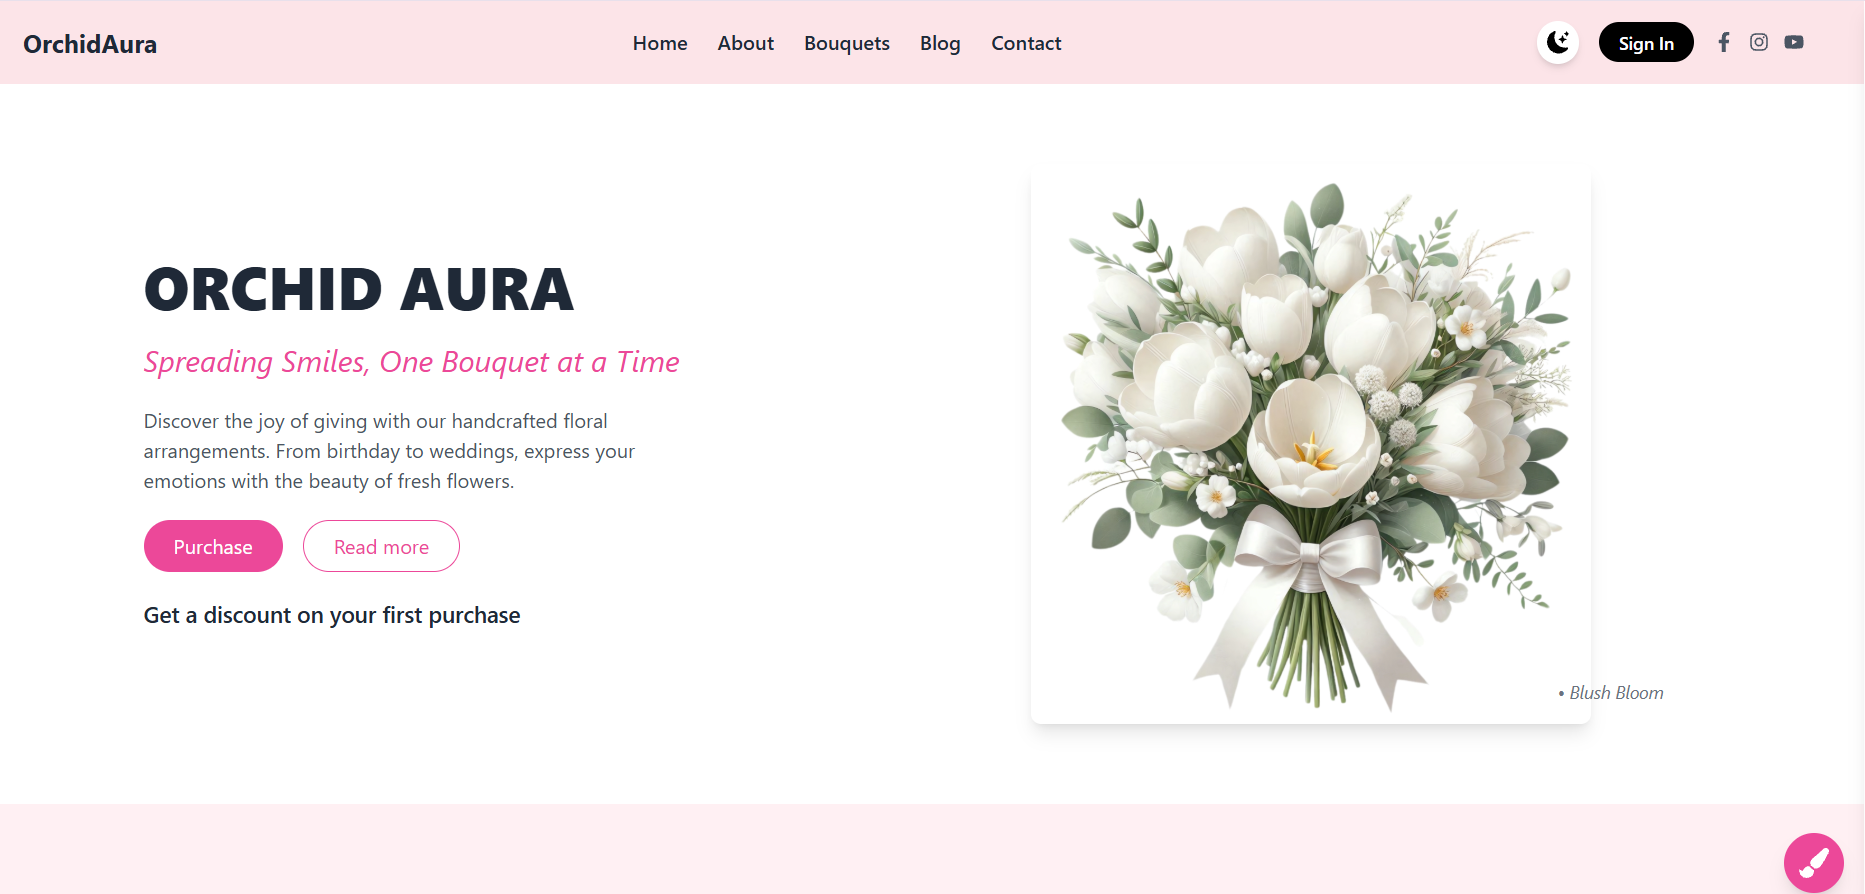 OrchidAura
Home About Bouquets Blog Contact
Sign In
ORCHID AURA
Spreading Smiles, One Bouquet at a Time
Discover the joy of giving with our handcrafted floral
arrangements. From birthday to weddings, express your
emotions with the beauty of fresh flowers.
Purchase Read more
Get a discount on your first purchase
• Blush Bloom